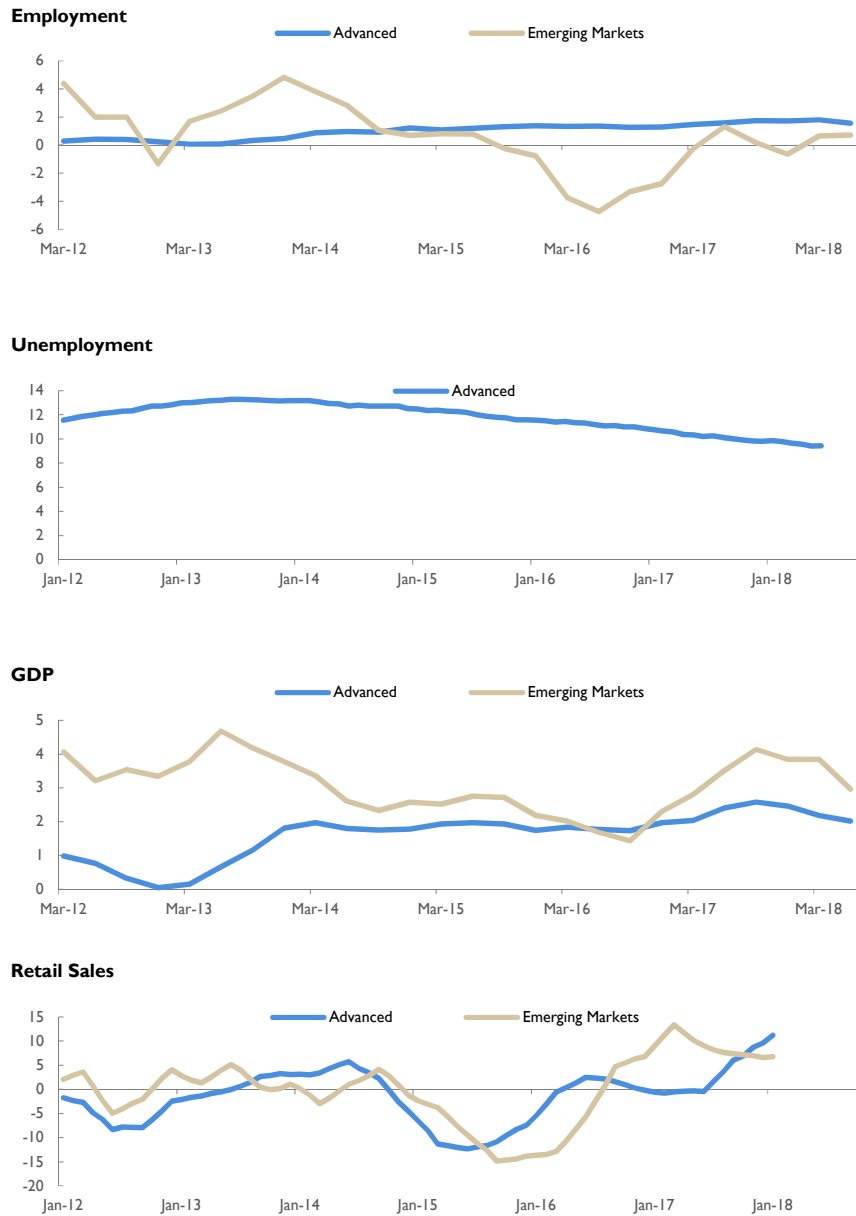 Employment
Advanced Emerging Markets
6
4
2
0
-2
-4
-6
Mar-12 Mar-13 Mar-14 Mar-15 Mar-16 Mar-17 Mar-18
Unemployment
Advanced
14
12
10
8
6
4
2
0
Jan-12 Jan-13 Jan-14 Jan-15 Jan-16 Jan-17 Jan-18
GDP
Advanced Emerging Markets
5
4
3
2
1
0
Mar-12 Mar-13 Mar-14 Mar-15 Mar-16 Mar-17 Mar-18
Retail Sales
Advanced Emerging Markets
15
10
5
0
-5
-10
-15
-20
Jan-12 Jan-13 Jan-14 Jan-15 Jan-16 Jan-17 Jan-18